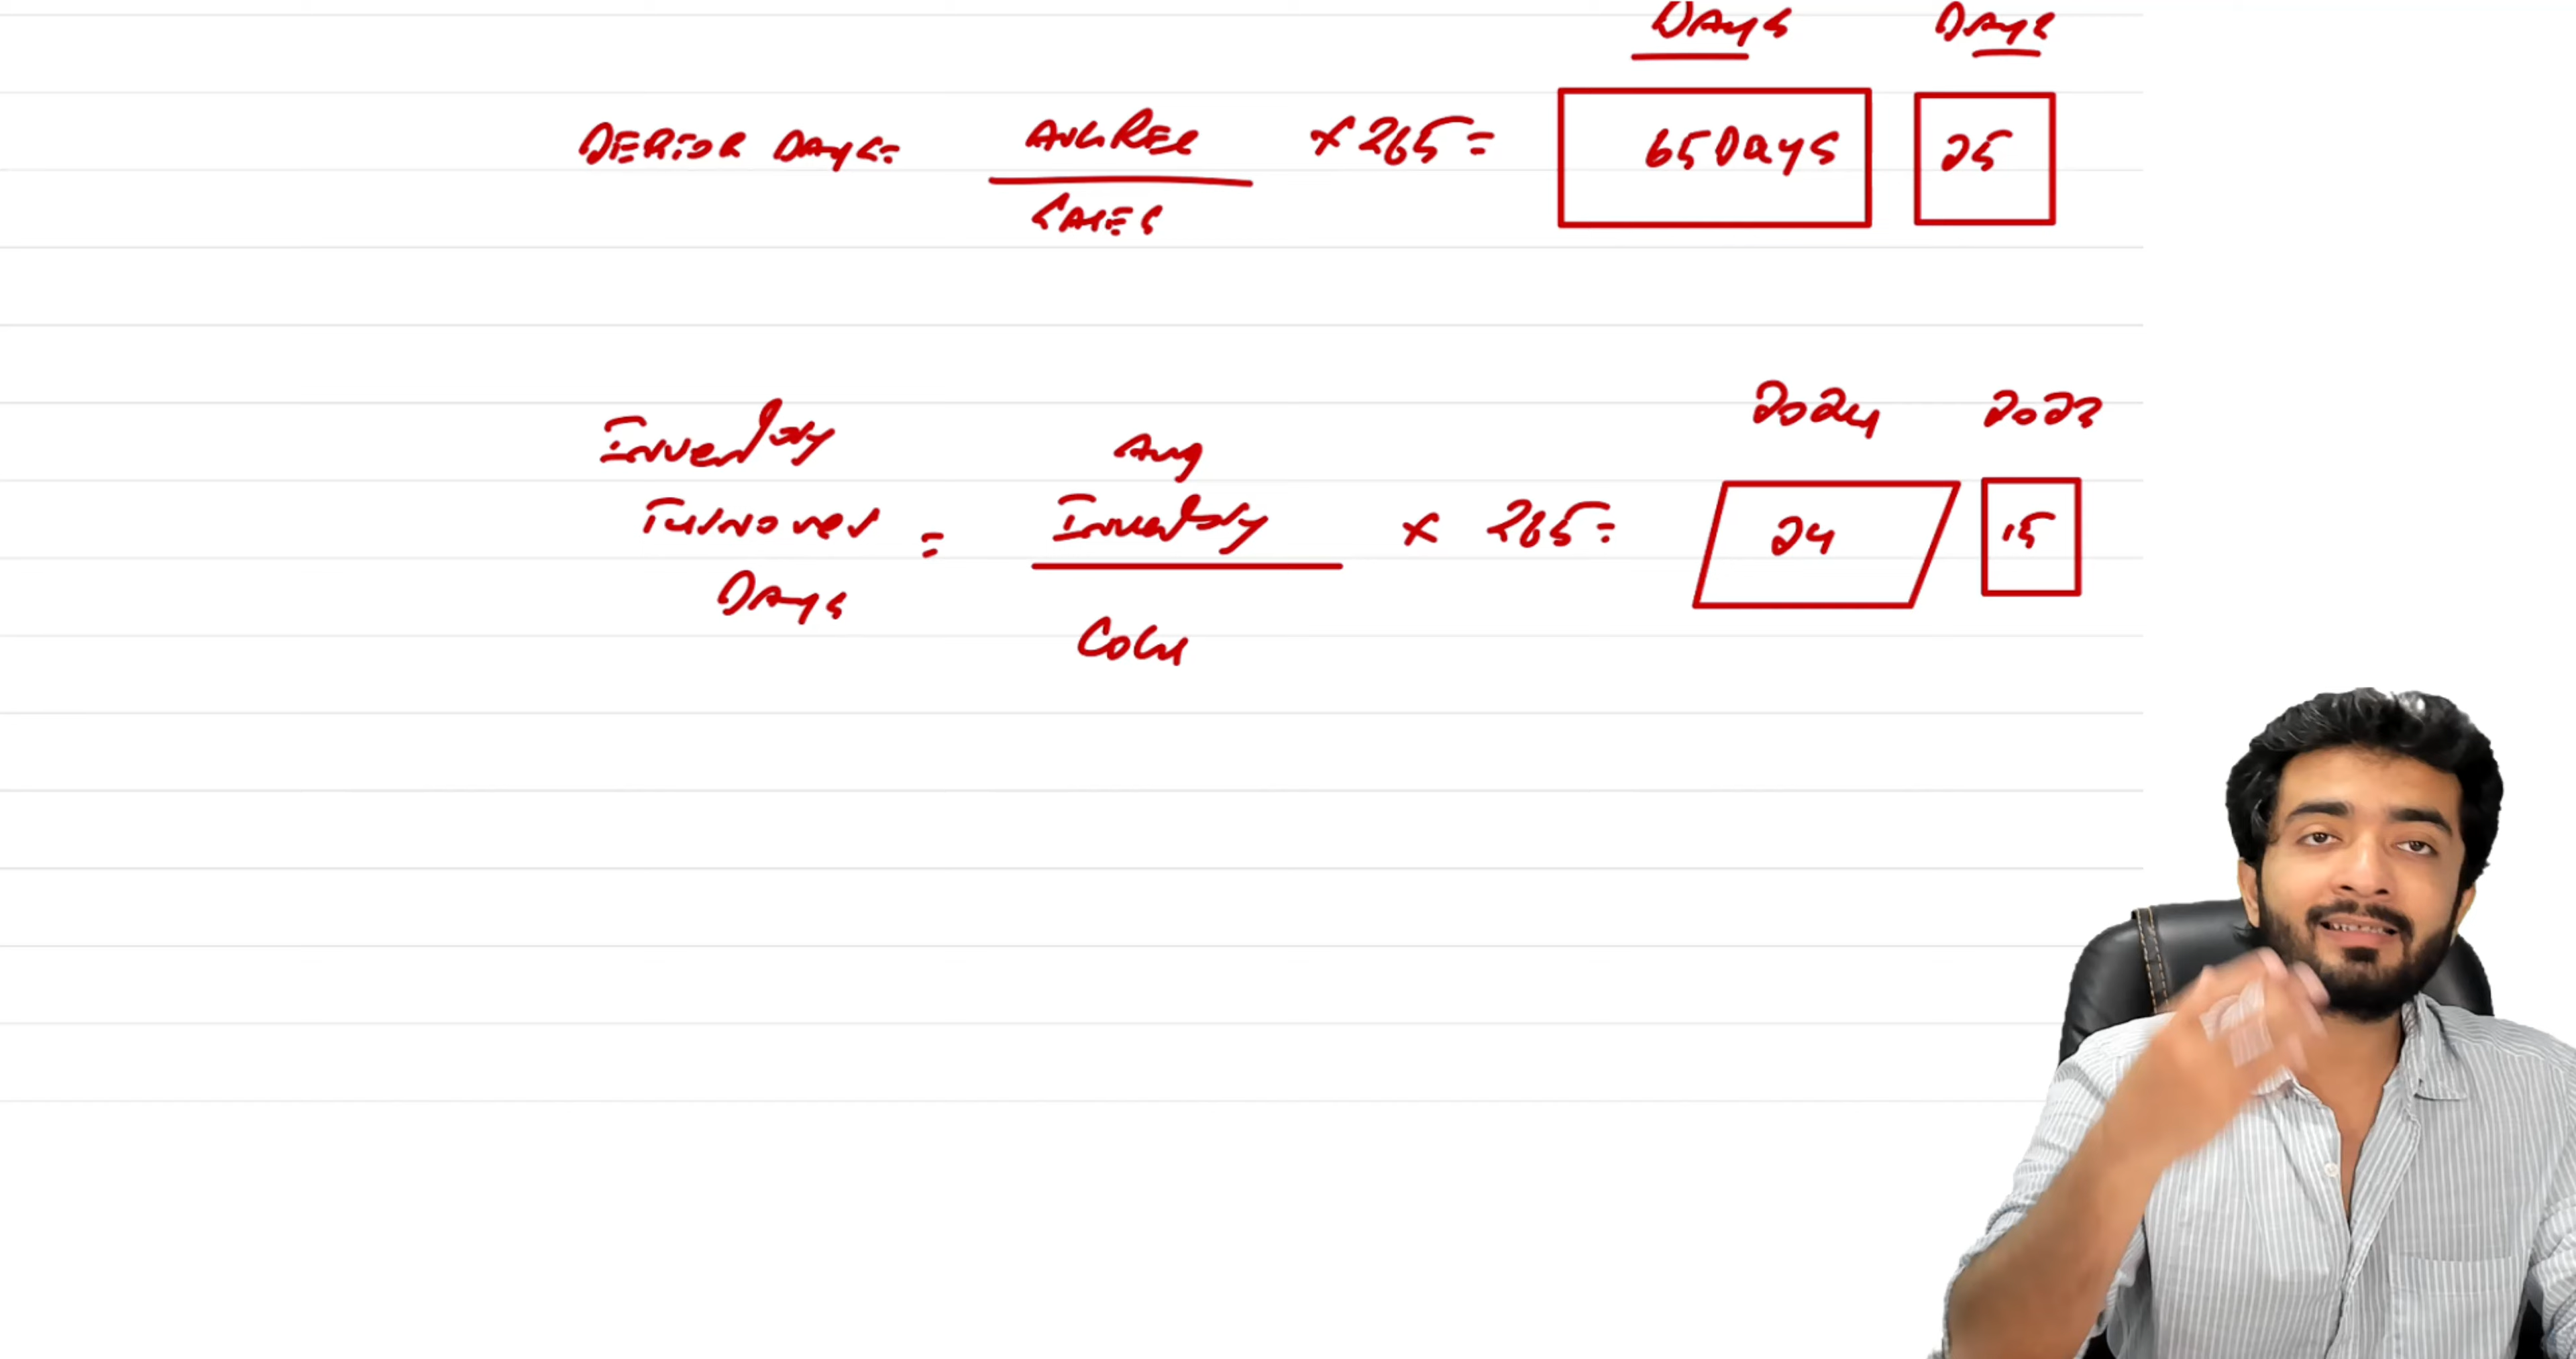 Days Days
Debtor Days = Avg Rec × 365 = 65 Days 25
Sales
2024 2023
Inventory Avg
Turnover = Inventory × 365 = 24 15
Days
COGS